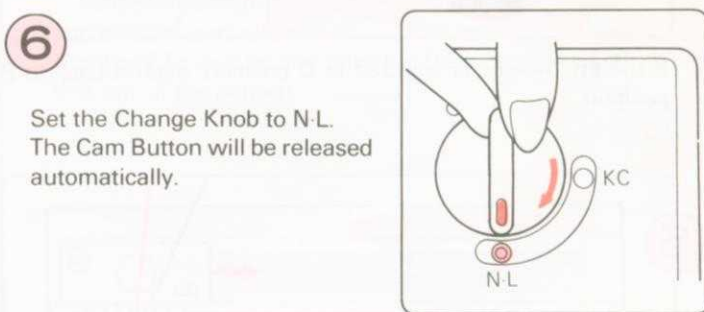 6
Set the Change Knob to N·L.
The Cam Button will be released
automatically.
KC
N·L